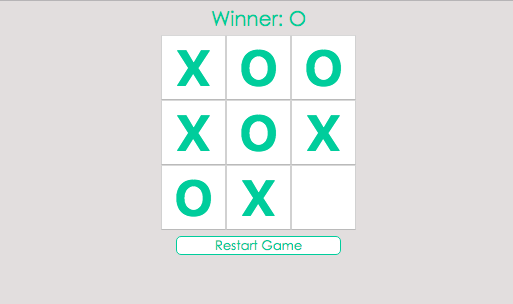 Winner: O
X O O
X O X
O X
Restart Game